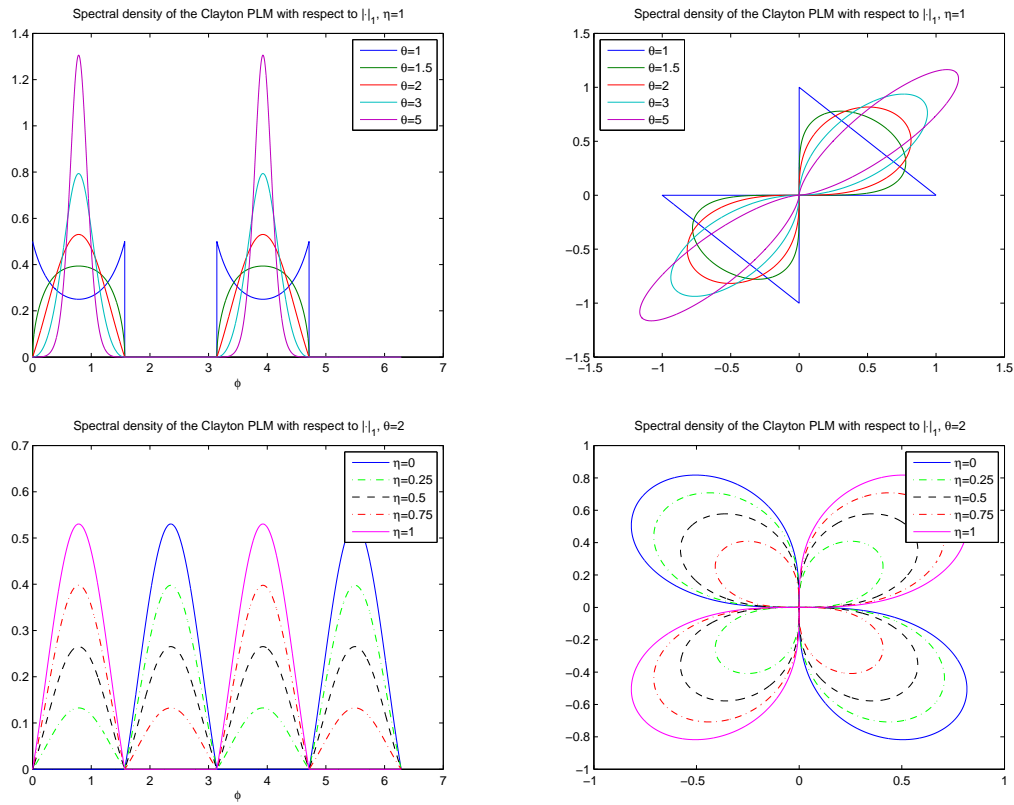 Spectral density of the Clayton PLM with respect to |·|₁, η=1
1.4
1.2
1
0.8
0.6
0.4
0.2
0
0 1 2 3 4 5 6 7
φ
θ=1
θ=1.5
θ=2
θ=3
θ=5
Spectral density of the Clayton PLM with respect to |·|₁, η=1
1.5
1
0.5
0
−0.5
−1
−1.5
−1.5 −1 −0.5 0 0.5 1 1.5
θ=1
θ=1.5
θ=2
θ=3
θ=5
Spectral density of the Clayton PLM with respect to |·|₁, θ=2
0.7
0.6
0.5
0.4
0.3
0.2
0.1
0
0 1 2 3 4 5 6 7
φ
η=0
η=0.25
η=0.5
η=0.75
η=1
Spectral density of the Clayton PLM with respect to |·|₁, θ=2
1
0.8
0.6
0.4
0.2
0
−0.2
−0.4
−0.6
−0.8
−1
−1 −0.5 0 0.5 1
η=0
η=0.25
η=0.5
η=0.75
η=1